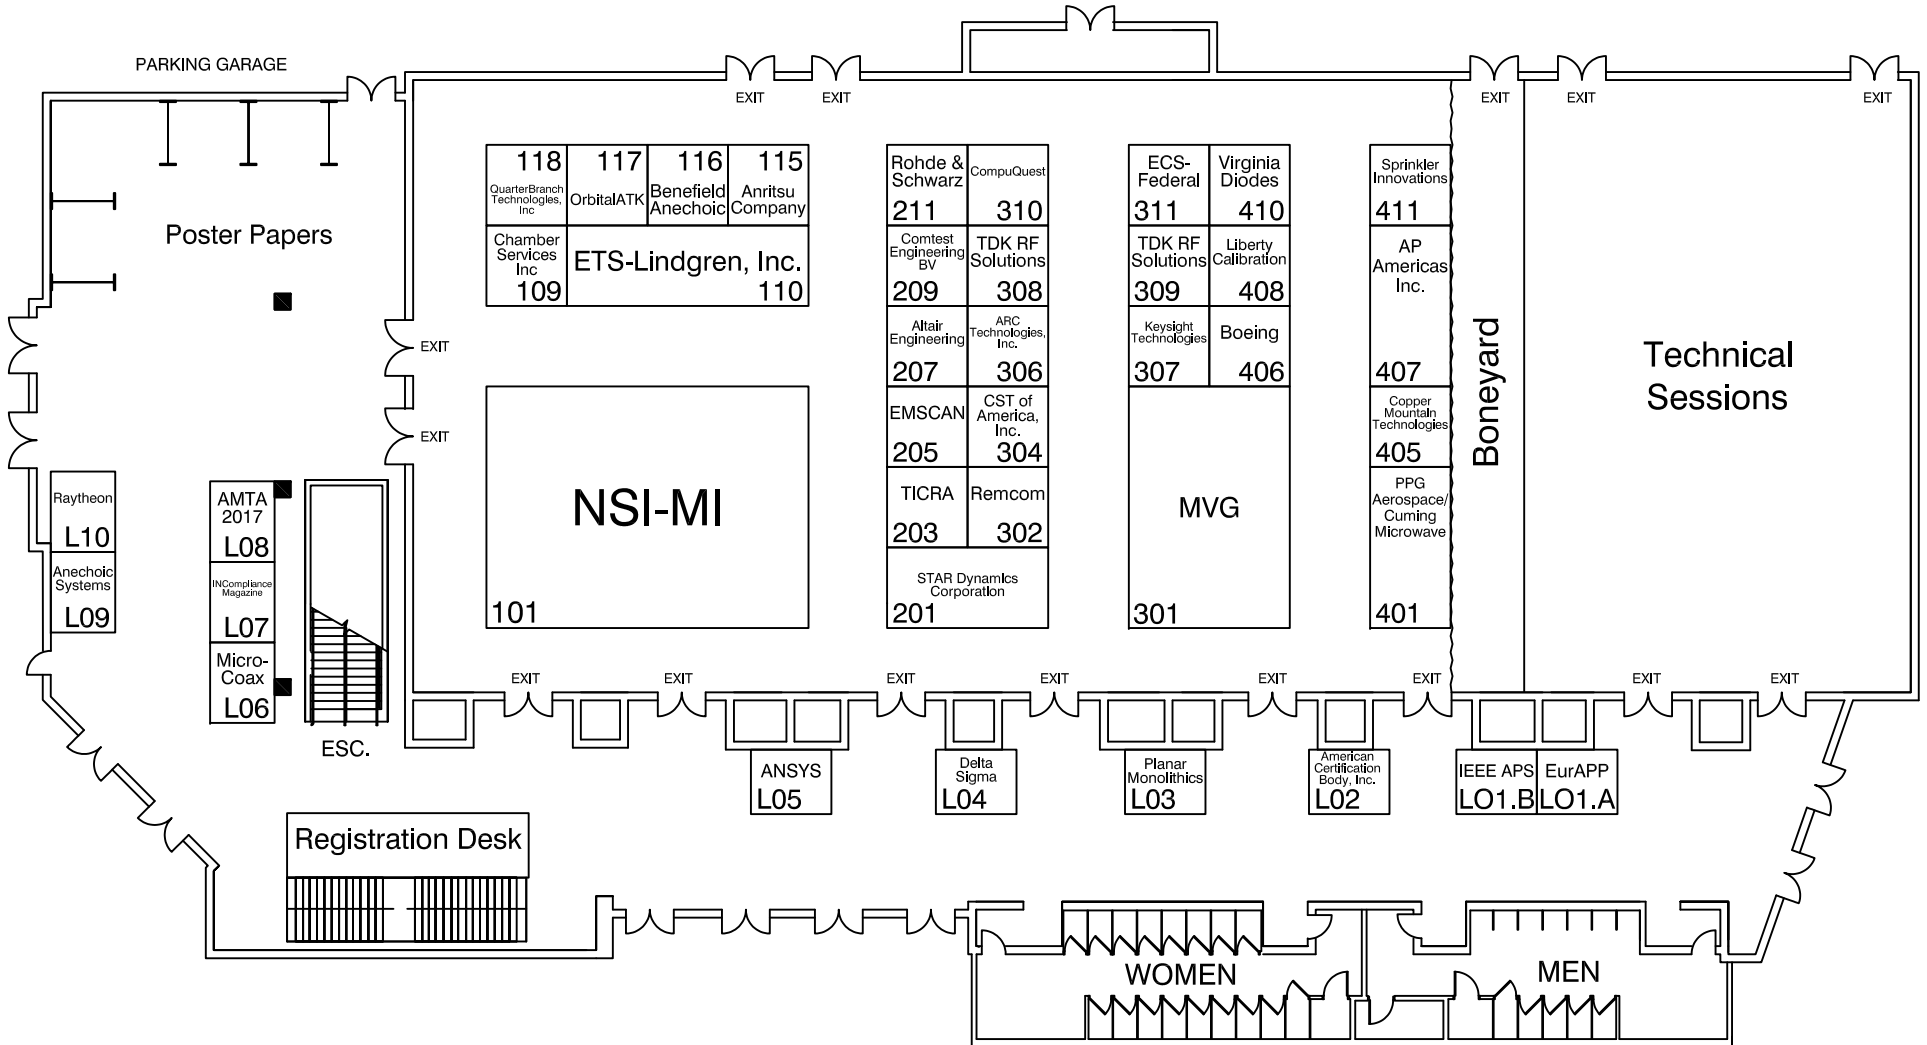 PARKING GARAGE
EXIT
EXIT
EXIT
EXIT
EXIT
Poster Papers
118
QuarterBranch
Technologies,
Inc
117
OrbitalATK
116
Benefield
Anechoic
115
Anritsu
Company
Chamber
Services
Inc
109
ETS-Lindgren, Inc.
110
Rohde &
Schwarz
211
CompuQuest
310
Comtest
Engineering
BV
209
TDK RF
Solutions
308
Altair
Engineering
207
ARC
Technologies,
Inc.
306
EMSCAN
205
CST of
America,
Inc.
304
TICRA
203
Remcom
302
STAR Dynamics
Corporation
201
ECS-
Federal
311
Virginia
Diodes
410
TDK RF
Solutions
309
Liberty
Calibration
408
Keysight
Technologies
307
Boeing
406
MVG
301
Sprinkler
Innovations
411
AP
Americas
Inc.
407
Copper
Mountain
Technologies
405
PPG
Aerospace/
Cuming
Microwave
401
Boneyard
Technical
Sessions
EXIT
EXIT
NSI-MI
101
Raytheon
L10
Anechoic
Systems
L09
AMTA
2017
L08
INCompliance
Magazine
L07
Micro-
Coax
L06
ESC.
EXIT
EXIT
EXIT
EXIT
EXIT
EXIT
EXIT
EXIT
ANSYS
L05
Delta
Sigma
L04
Planar
Monolithics
L03
American
Certification
Body, Inc.
L02
IEEE APS
LO1.B
EurAPP
LO1.A
Registration Desk
WOMEN
MEN